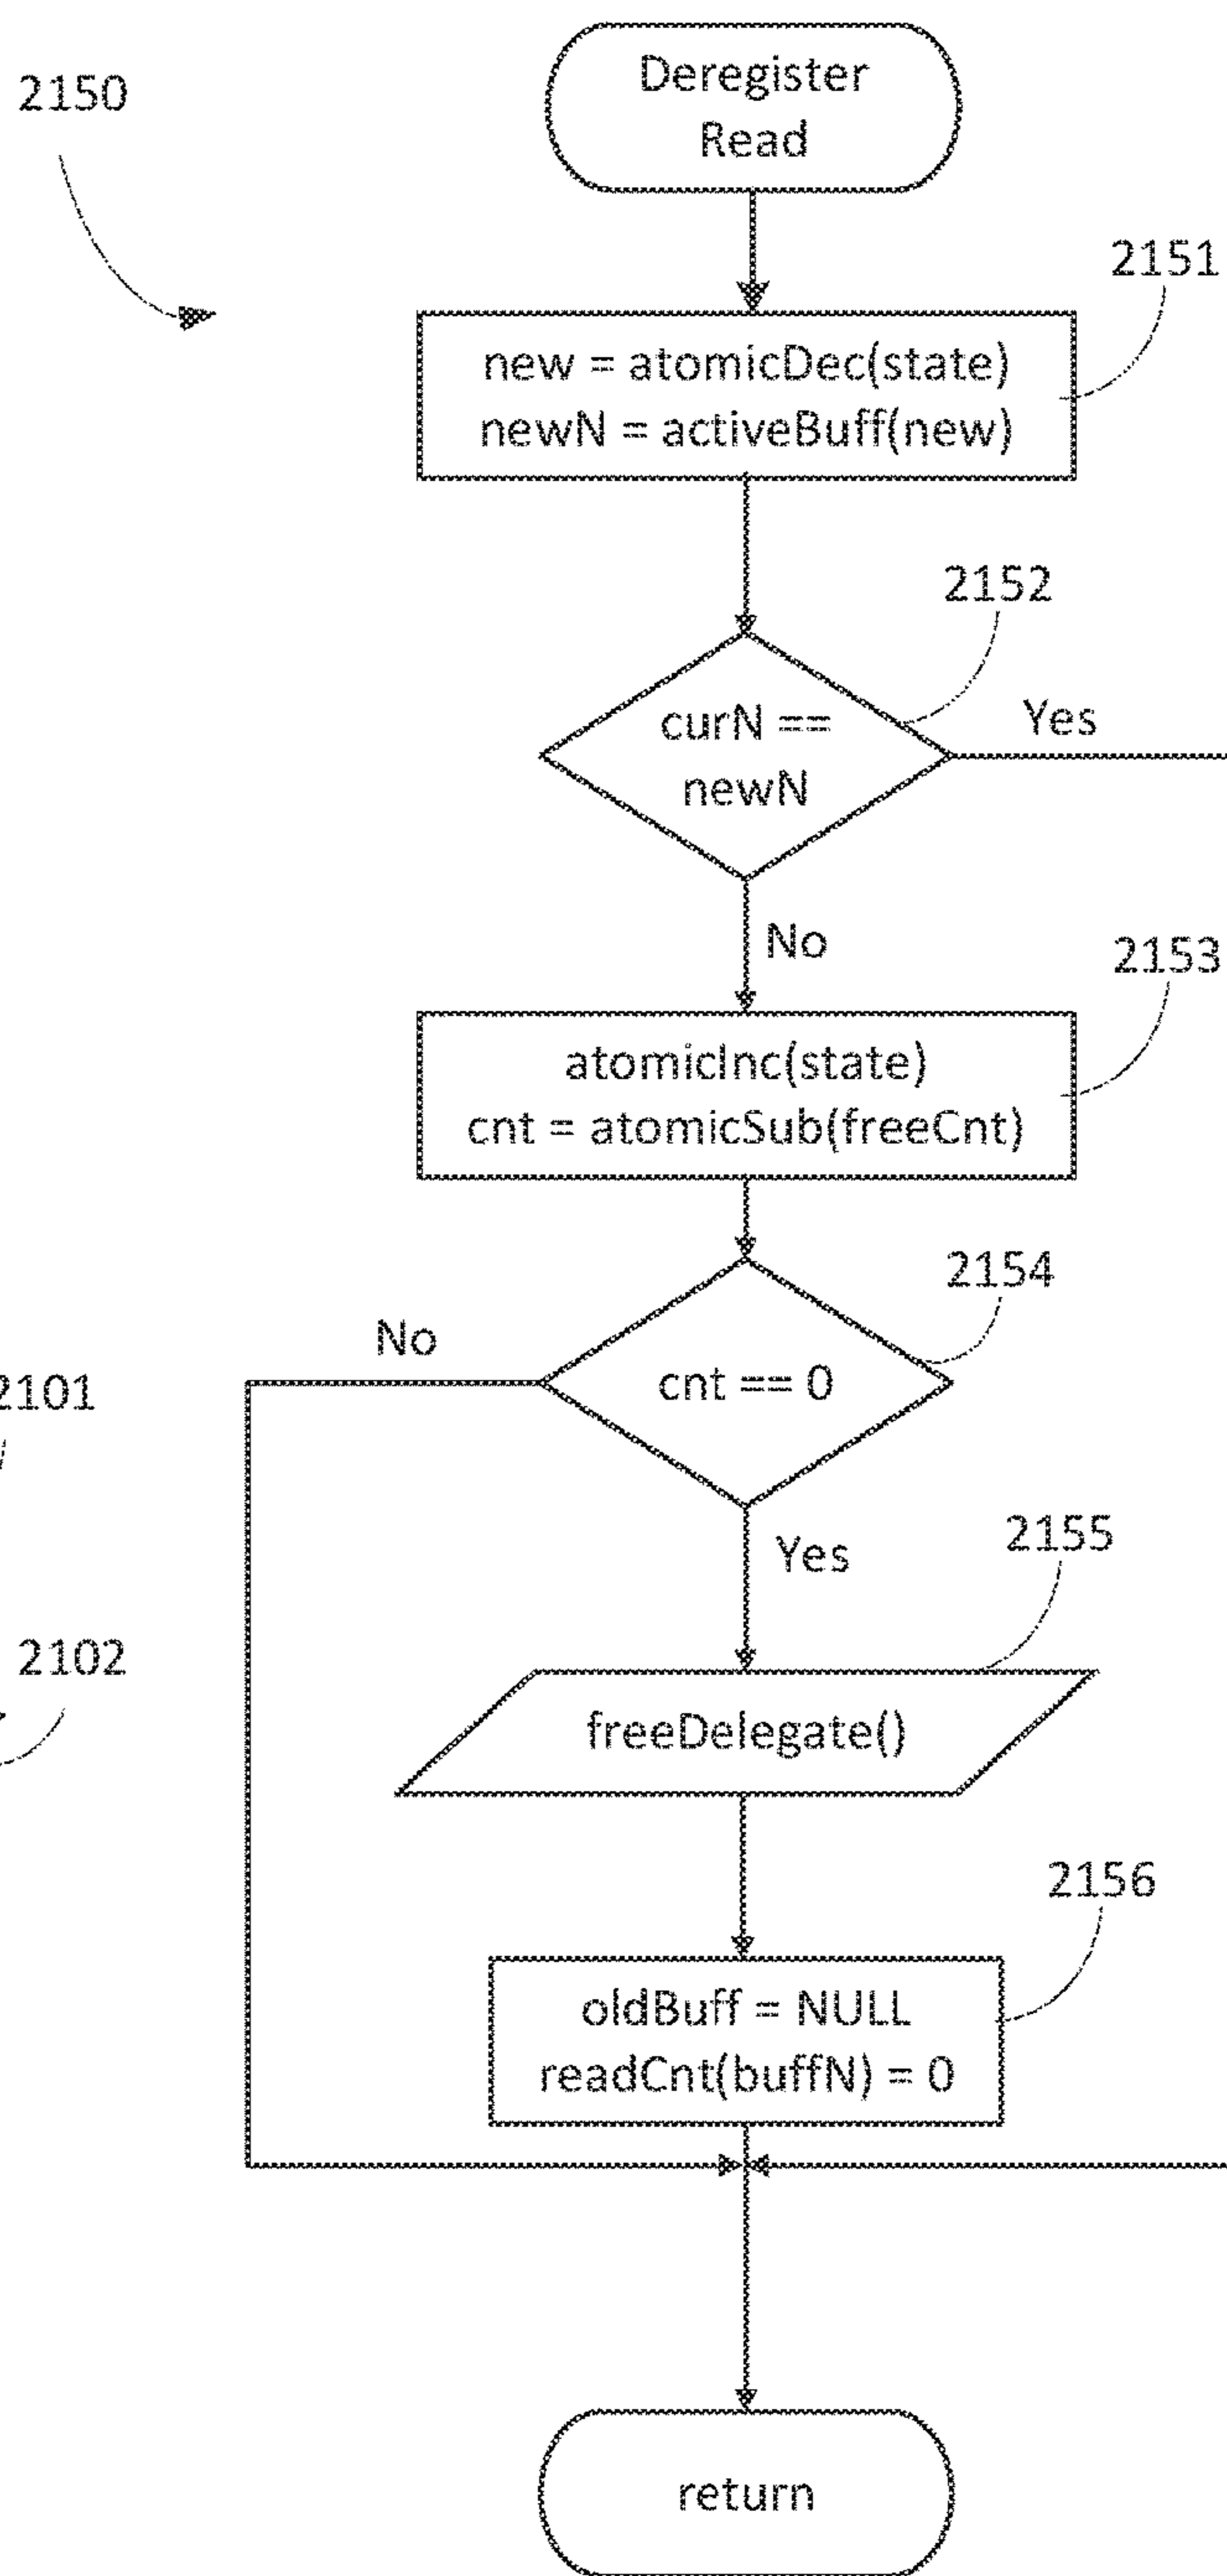 2150
Deregister
Read
2151
new = atomicDec(state)
newN = activeBuff(new)
2152
curN ==
newN
Yes
No
2153
atomicInc(state)
cnt = atomicSub(freeCnt)
2154
No
cnt == 0
2101
Yes
2155
2102
freeDelegate()
2156
oldBuff = NULL
readCnt(buffN) = 0
return